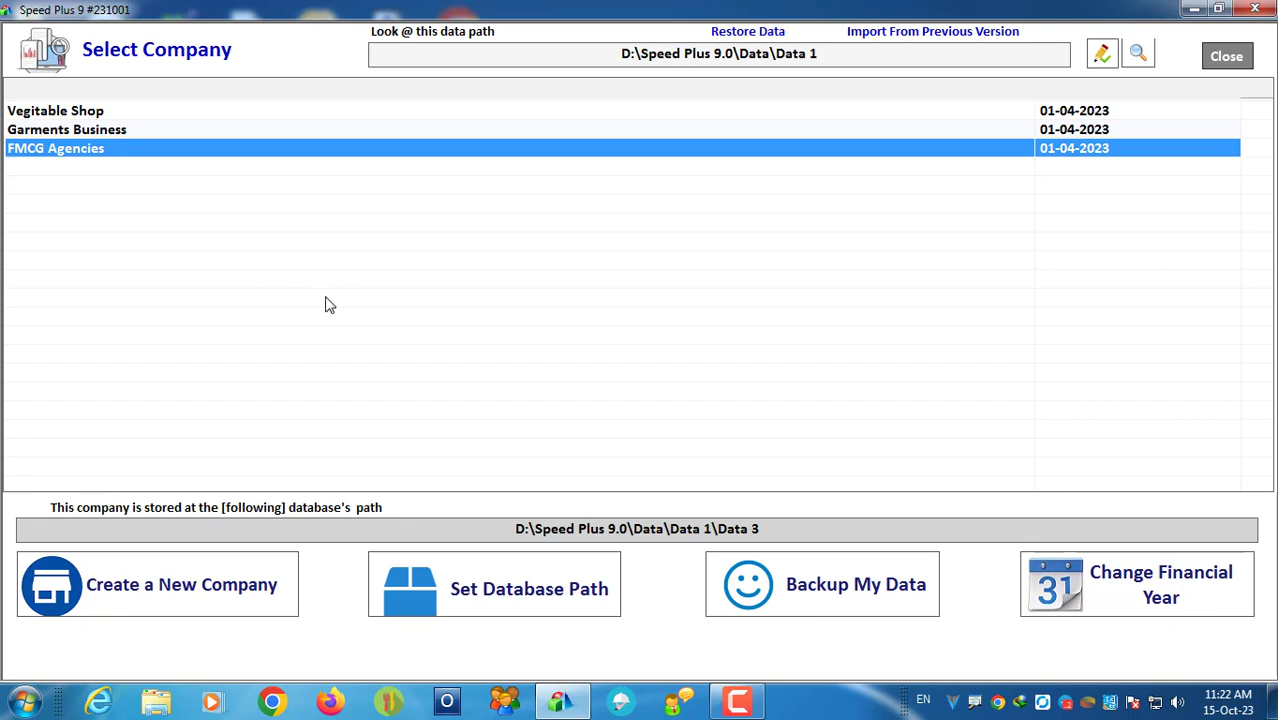 Speed Plus 9 #231001
Select Company
Look @ this data path
Restore Data
Import From Previous Version
D:\Speed Plus 9.0\Data\Data 1
Close
Vegitable Shop 01-04-2023
Garments Business 01-04-2023
FMCG Agencies 01-04-2023
This company is stored at the [following] database's path
D:\Speed Plus 9.0\Data\Data 1\Data 3
Create a New Company
Set Database Path
Backup My Data
31
Change Financial
Year
O
C
EN
11:22 AM
15-Oct-23